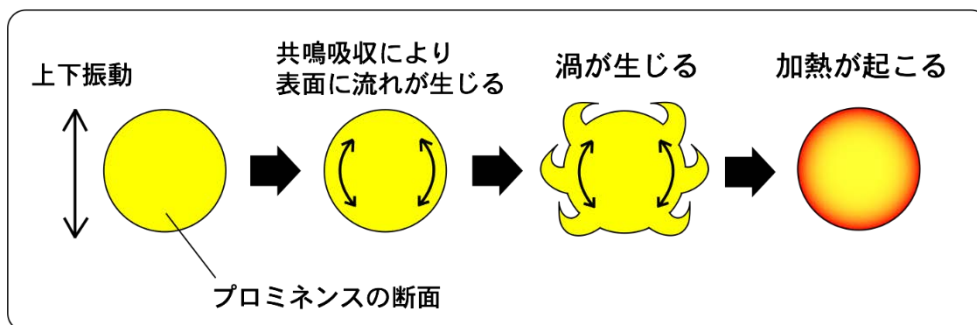 上下振動
共鳴吸収により
表面に流れが生じる
渦が生じる
加熱が起こる
プロミネンスの断面